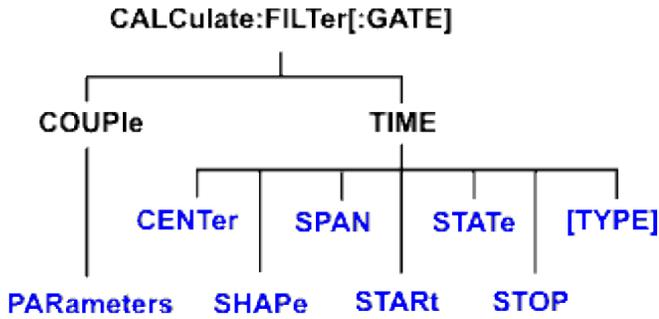 CALCulate:FILTer[:GATE]
COUPle TIME
CENTer SPAN STATe [TYPE]
PARameters SHAPe STARt STOP